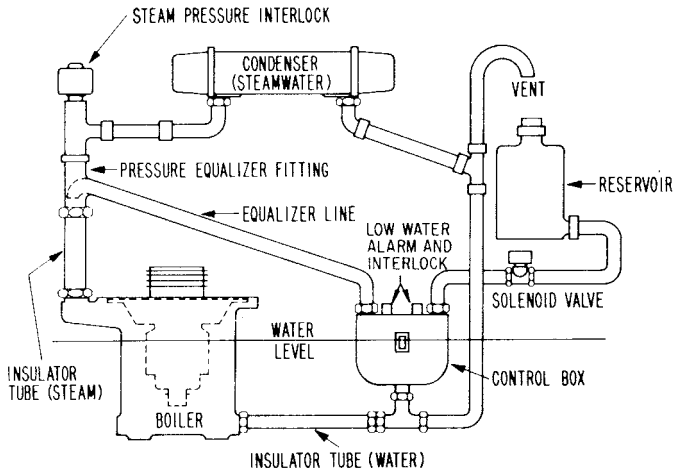 STEAM PRESSURE INTERLOCK
CONDENSER
(STEAMWATER)
VENT
PRESSURE EQUALIZER FITTING
RESERVOIR
EQUALIZER LINE
LOW WATER
ALARM AND
INTERLOCK
SOLENOID VALVE
WATER
LEVEL
INSULATOR
TUBE (STEAM)
CONTROL BOX
BOILER
INSULATOR TUBE (WATER)